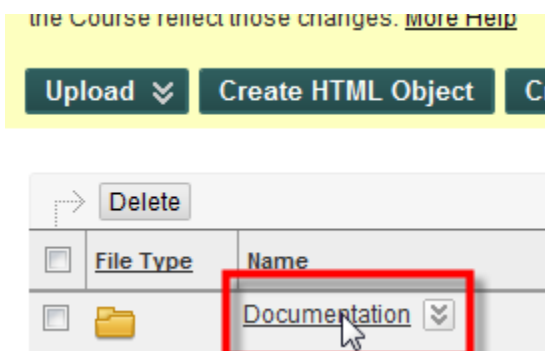 the Course reflect those changes. More Help
Upload Create HTML Object
Delete
File Type Name
Documentation